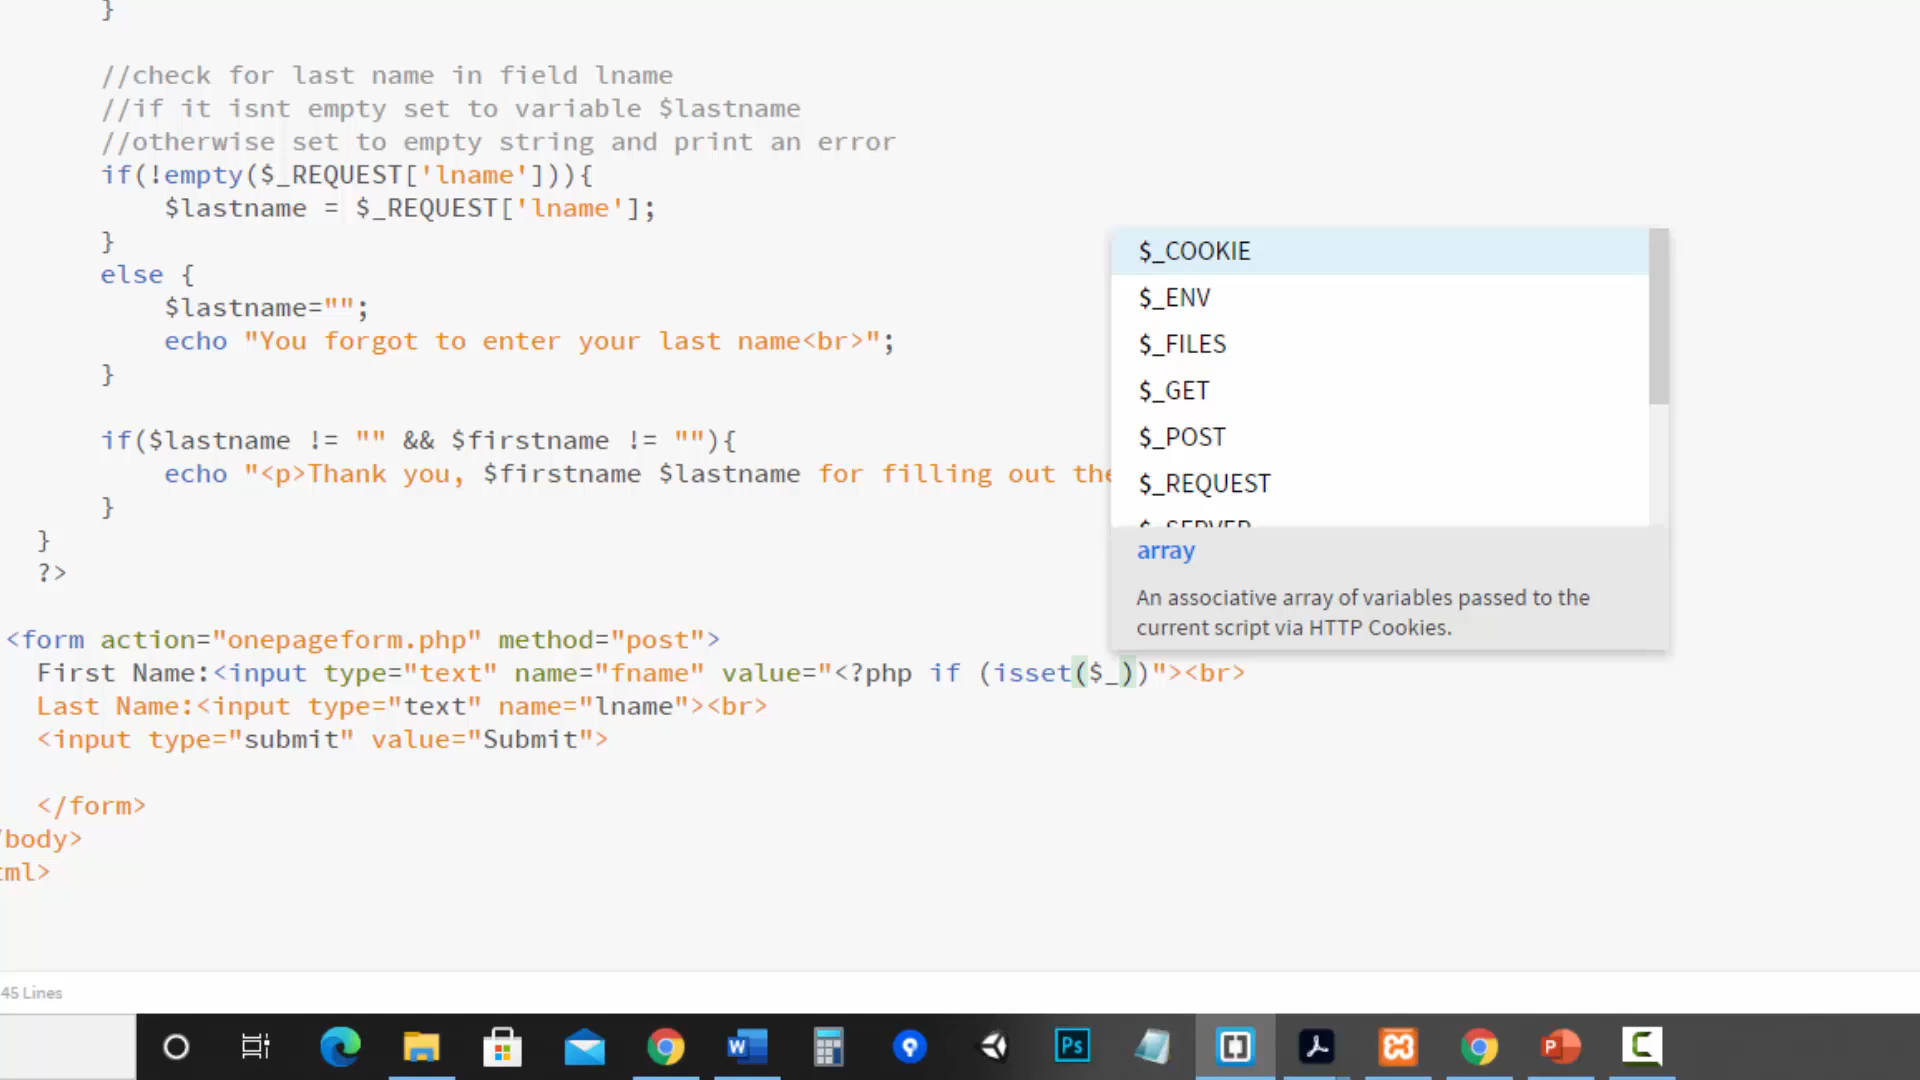 }
//check for last name in field lname
//if it isnt empty set to variable $lastname
//otherwise set to empty string and print an error
if(!empty($_REQUEST['lname'])){
$lastname = $_REQUEST['lname'];
}
else {
$lastname="";
echo "You forgot to enter your last name<br>";
}
if($lastname != "" && $firstname != ""){
echo "<p>Thank you, $firstname $lastname for filling out the
}
}
?>
<form action="onepageform.php" method="post">
First Name:<input type="text" name="fname" value="<?php if (isset($_))"><br>
Last Name:<input type="text" name="lname"><br>
<input type="submit" value="Submit">
</form>
/body>
tml>
$_COOKIE
$_ENV
$_FILES
$_GET
$_POST
$_REQUEST
$_SERVER
array
An associative array of variables passed to the
current script via HTTP Cookies.
45 Lines
W
Ps
P
C